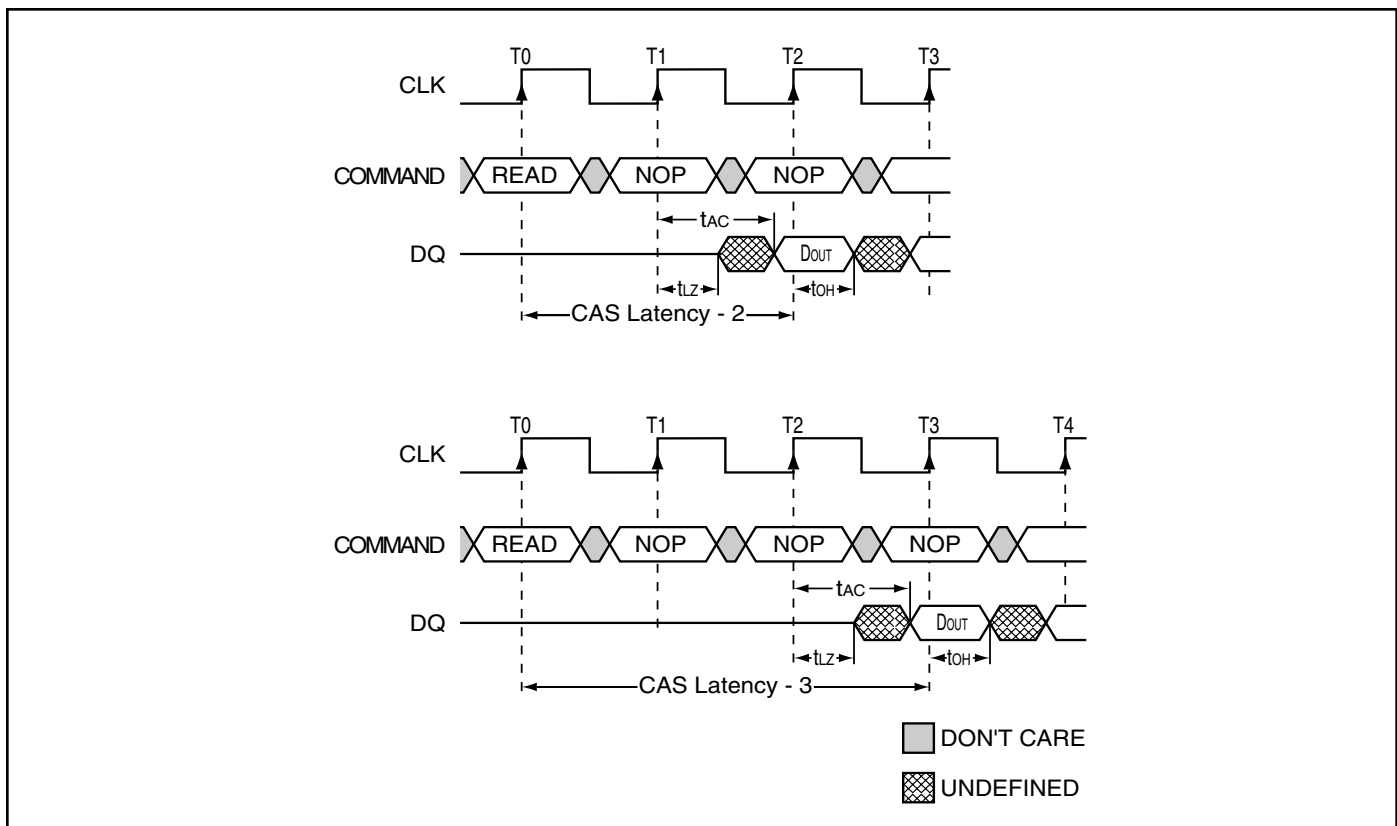 T0 T1 T2 T3
CLK
COMMAND READ NOP NOP
tAC
DQ DOUT
tLZ tOH
CAS Latency - 2
T0 T1 T2 T3 T4
CLK
COMMAND READ NOP NOP NOP
tAC
DQ DOUT
tLZ tOH
CAS Latency - 3
DON'T CARE
UNDEFINED